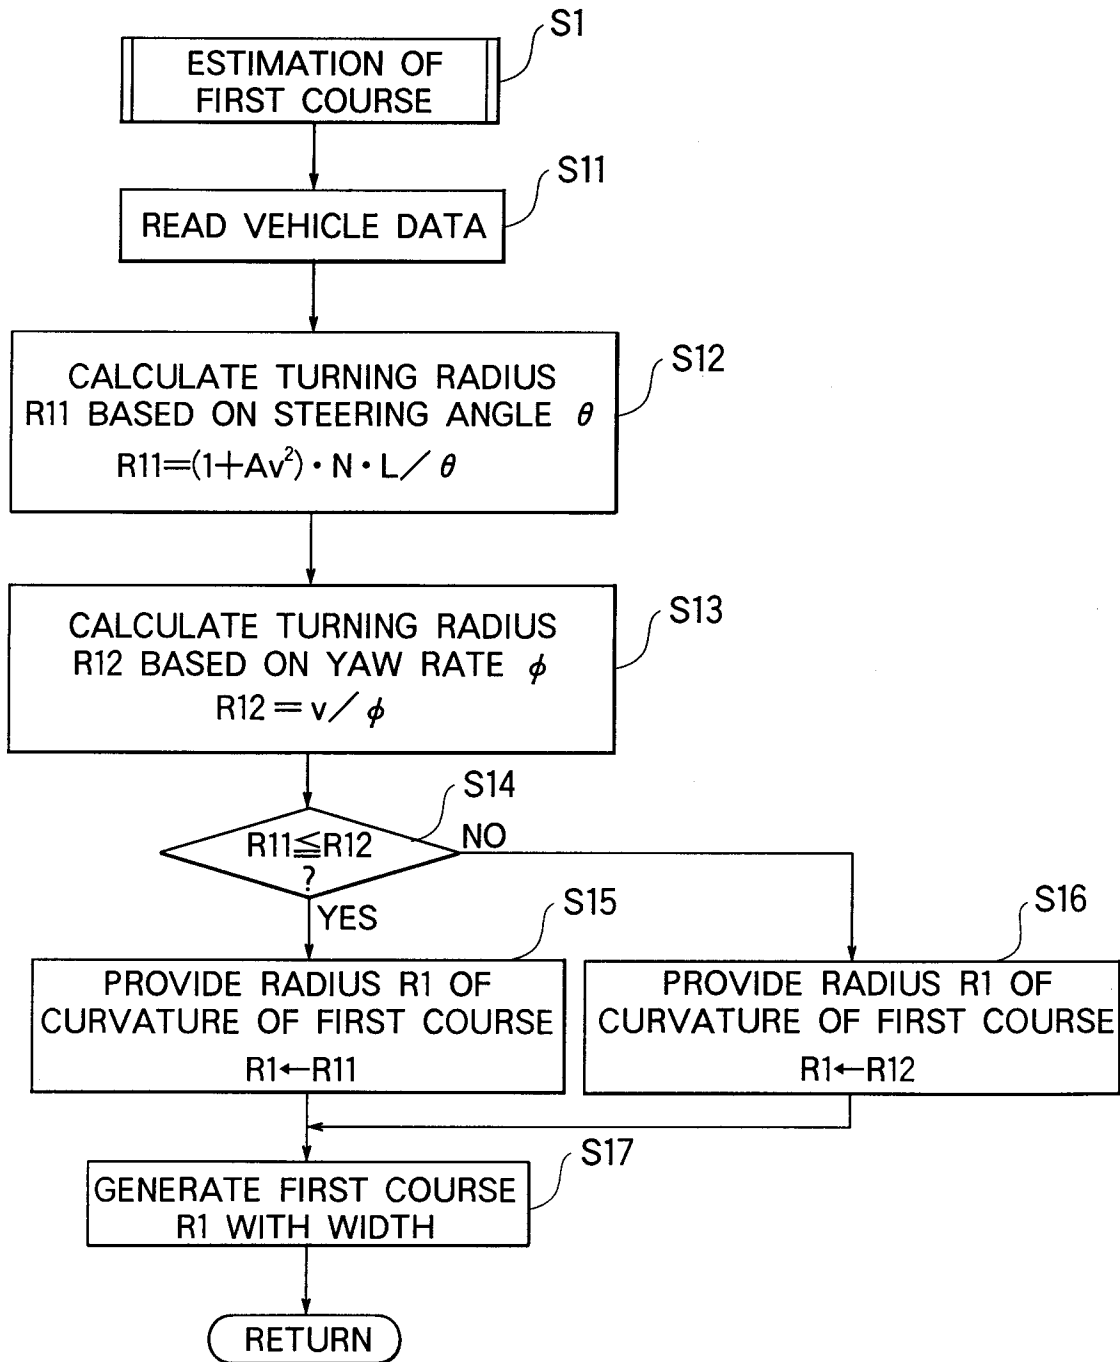 S1
ESTIMATION OF
FIRST COURSE
S11
READ VEHICLE DATA
S12
CALCULATE TURNING RADIUS
R11 BASED ON STEERING ANGLE θ
R11=(1+Av²)・N・L/θ
S13
CALCULATE TURNING RADIUS
R12 BASED ON YAW RATE ϕ
R12=v/ϕ
S14
R11≦R12
?
NO
YES
S15
PROVIDE RADIUS R1 OF
CURVATURE OF FIRST COURSE
R1←R11
S16
PROVIDE RADIUS R1 OF
CURVATURE OF FIRST COURSE
R1←R12
S17
GENERATE FIRST COURSE
R1 WITH WIDTH
RETURN